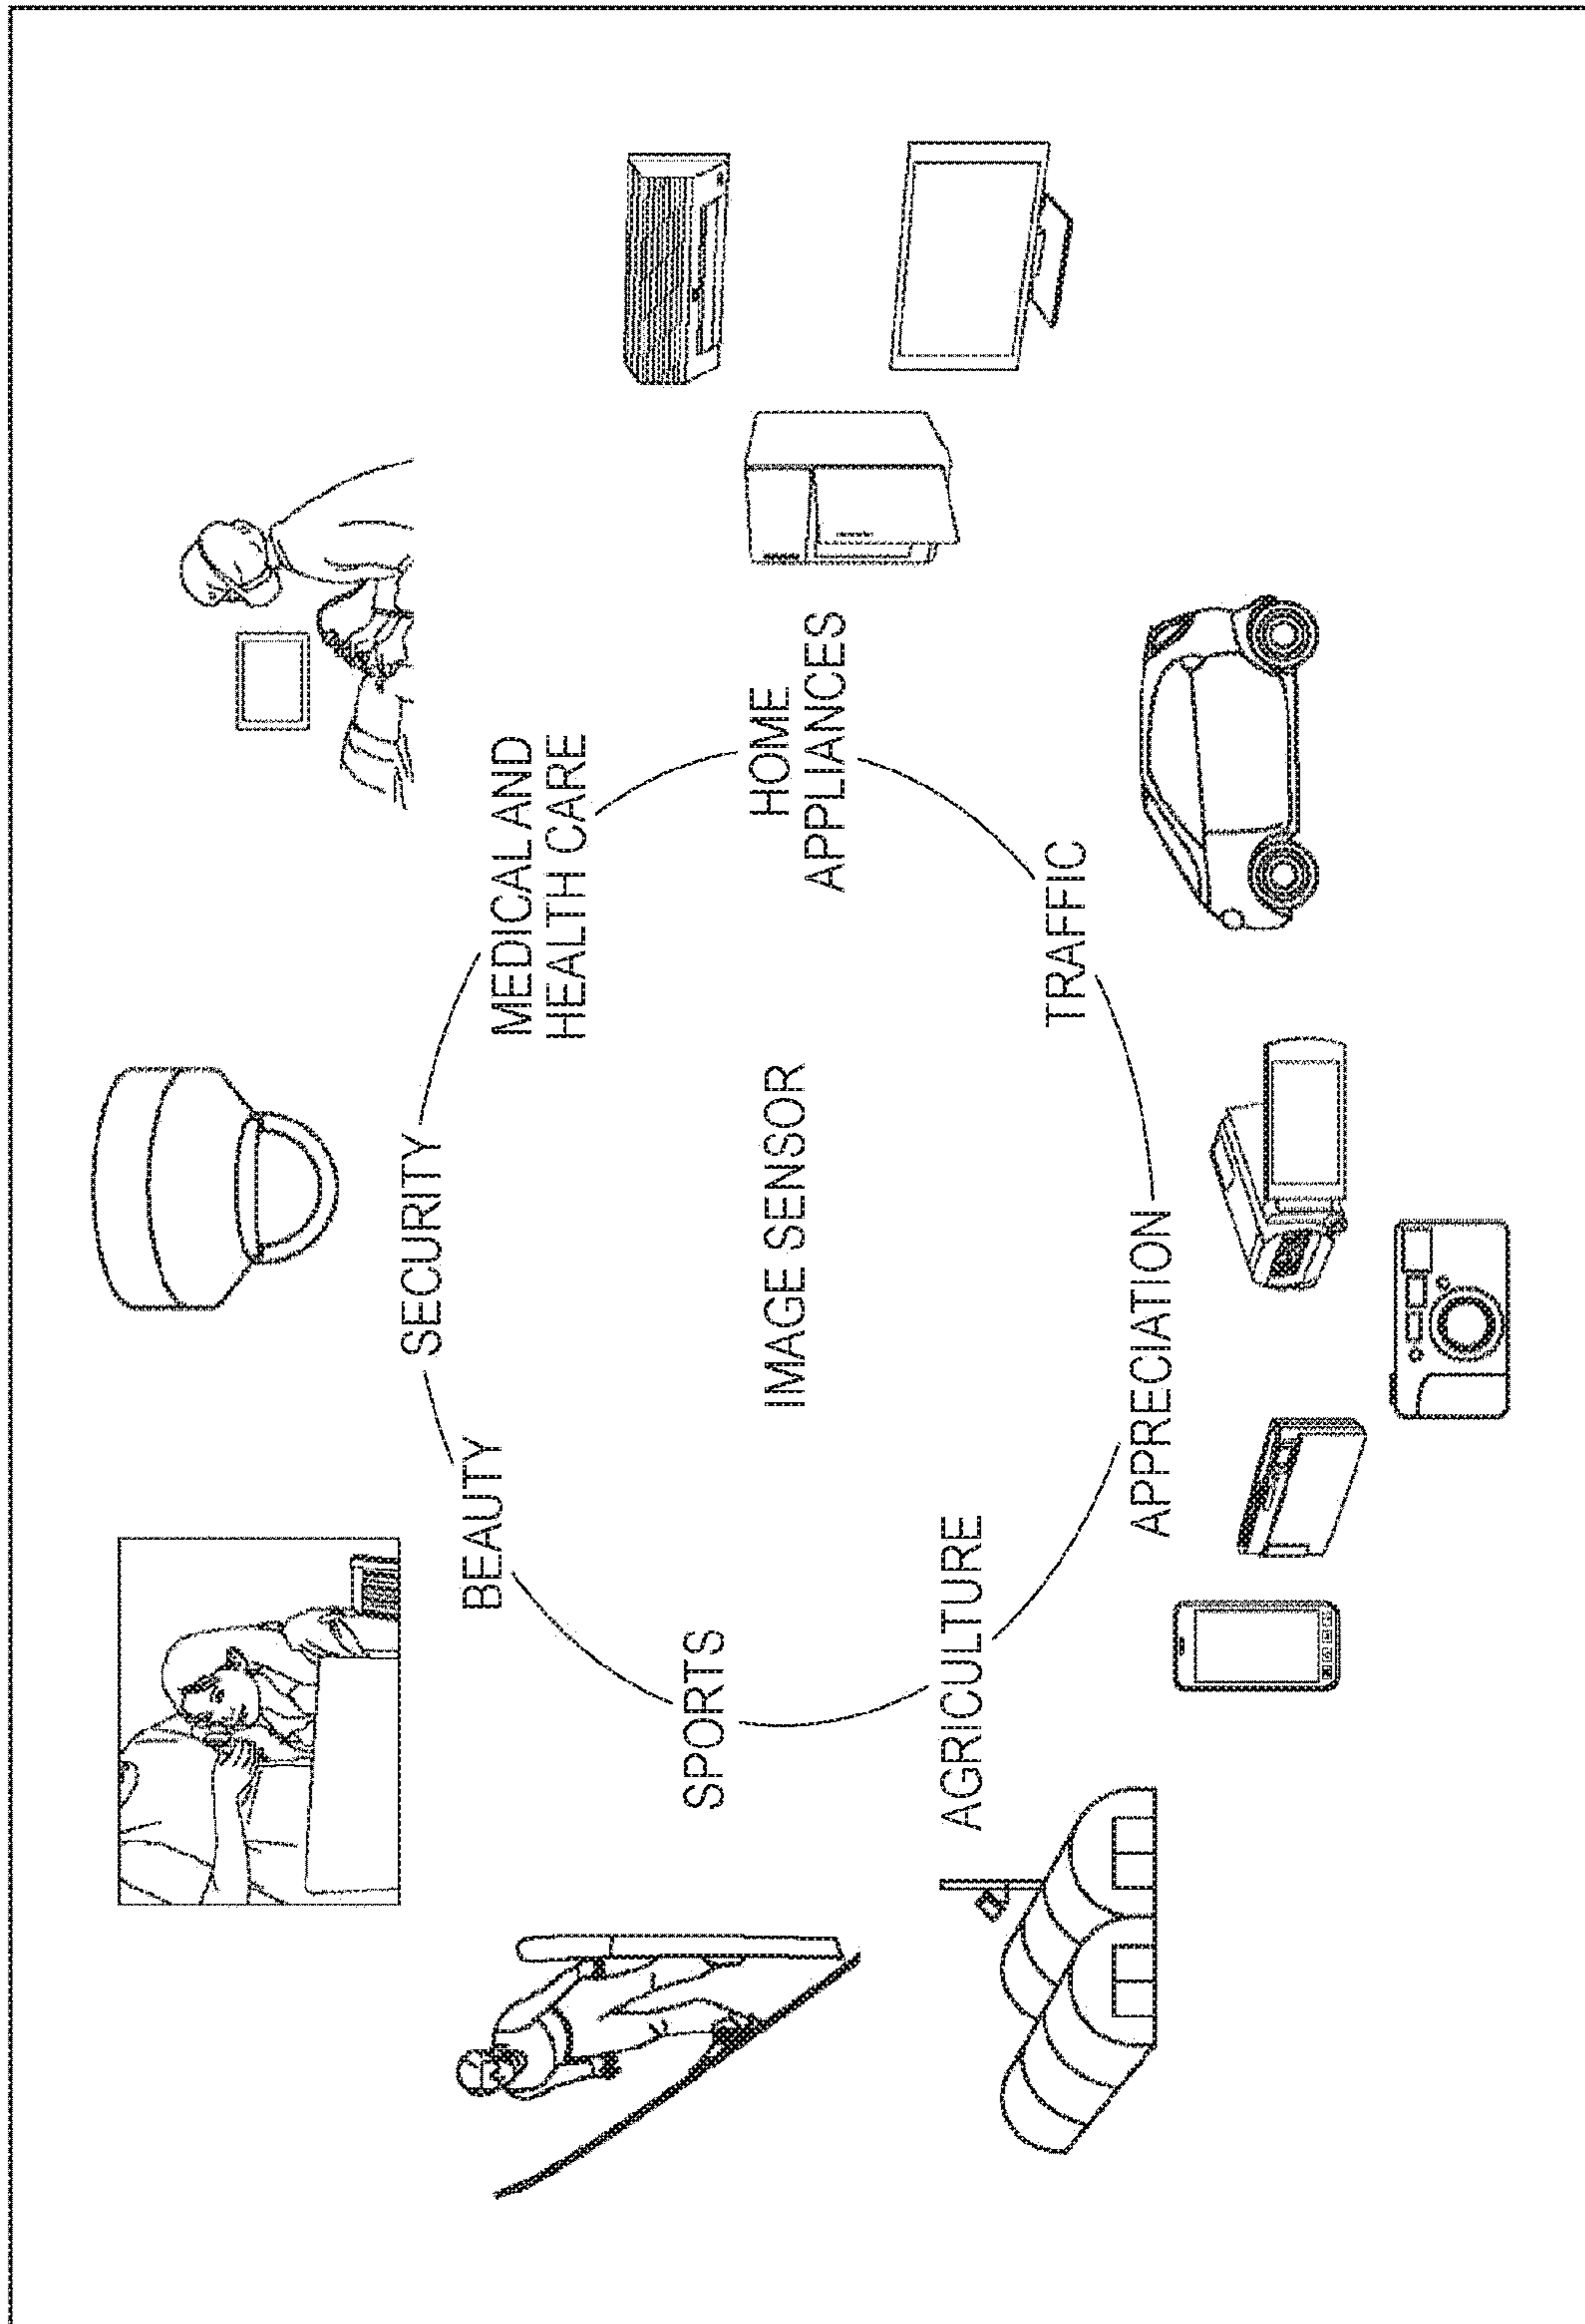 SECURITY
BEAUTY
MEDICAL AND
HEALTH CARE
SPORTS
IMAGE SENSOR
HOME
APPLIANCES
AGRICULTURE
TRAFFIC
APPRECIATION